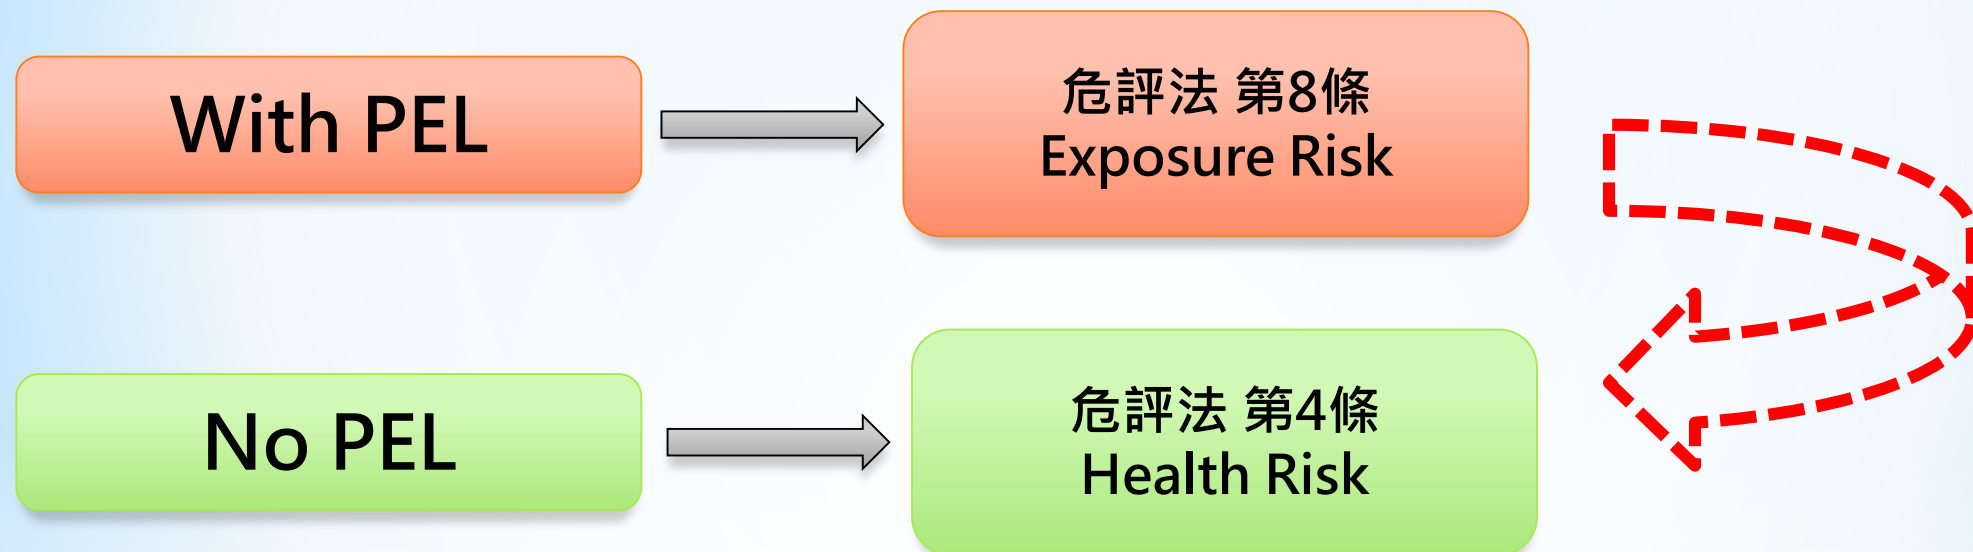 With PEL
危評法 第8條
Exposure Risk
No PEL
危評法 第4條
Health Risk